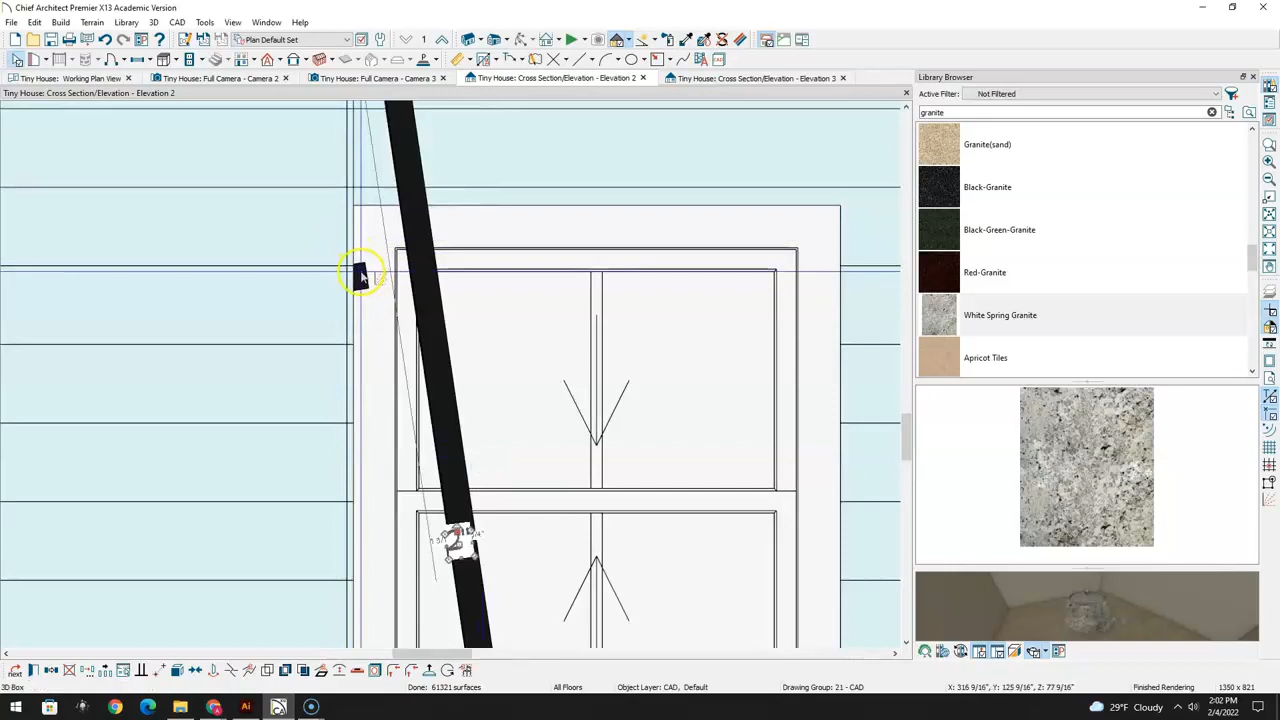 Chief Architect Premier X13 Academic Version
File Edit Build Terrain Library 3D CAD Tools View Window Help
Plan Default Set
1
Tiny House: Working Plan View
Tiny House: Full Camera - Camera 2
Tiny House: Full Camera - Camera 3
Tiny House: Cross Section/Elevation - Elevation 2
Tiny House: Cross Section/Elevation - Elevation 3
Tiny House: Cross Section/Elevation - Elevation 2
Library Browser
Active Filter: Not Filtered
granite
Granite(sand)
Black-Granite
Black-Green-Granite
Red-Granite
White Spring Granite
Apricot Tiles
next
3D Box
Done: 61321 surfaces
All Floors
Object Layer: CAD, Default
Drawing Group: 21 - CAD
X: 316 9/16", Y: 125 9/16", Z: 77 9/16"
Finished Rendering
1350 x 821
Ai
29°F Cloudy
2:02 PM
2/4/2022